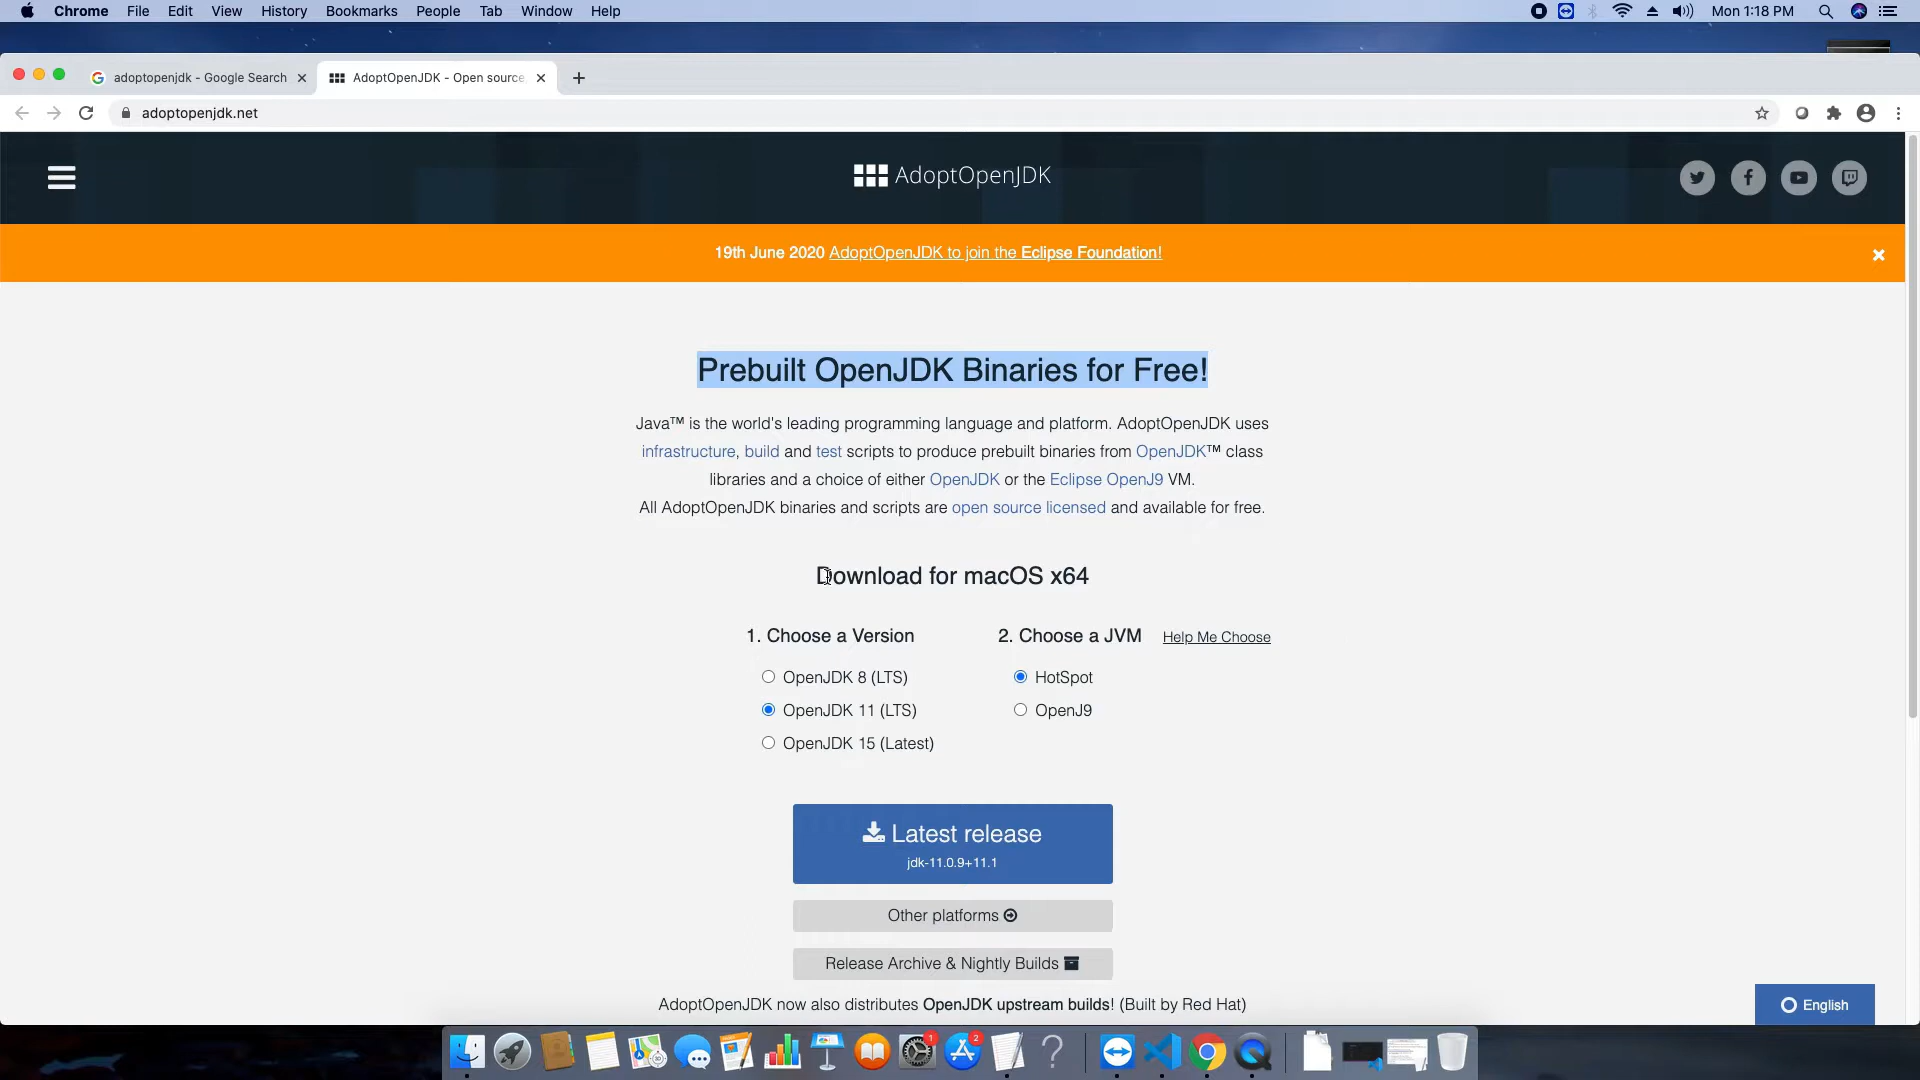 Chrome File Edit View History Bookmarks People Tab Window Help Mon 1:18 PM
adoptopenjdk - Google Search AdoptOpenJDK - Open source
adoptopenjdk.net
AdoptOpenJDK
19th June 2020 AdoptOpenJDK to join the Eclipse Foundation!
Prebuilt OpenJDK Binaries for Free!
Java™ is the world's leading programming language and platform. AdoptOpenJDK uses
infrastructure, build and test scripts to produce prebuilt binaries from OpenJDK™ class
libraries and a choice of either OpenJDK or the Eclipse OpenJ9 VM.
All AdoptOpenJDK binaries and scripts are open source licensed and available for free.
Download for macOS x64
1. Choose a Version 2. Choose a JVM Help Me Choose
OpenJDK 8 (LTS) HotSpot
OpenJDK 11 (LTS) OpenJ9
OpenJDK 15 (Latest)
Latest release
jdk-11.0.9+11.1
Other platforms
Release Archive & Nightly Builds
AdoptOpenJDK now also distributes OpenJDK upstream builds! (Built by Red Hat)
English
1 2